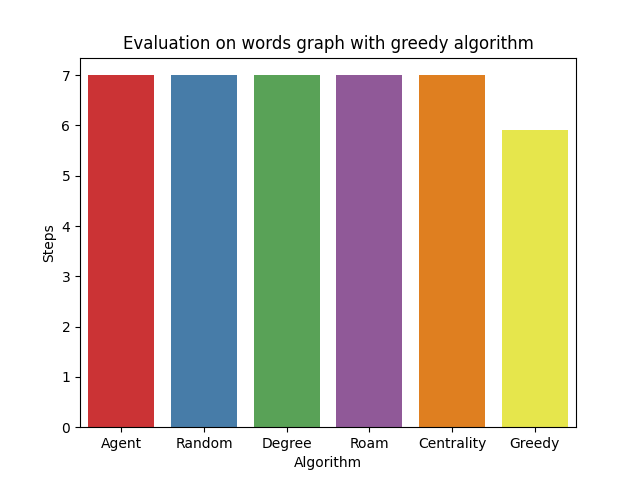 Evaluation on words graph with greedy algorithm
7
6
5
4
3
2
1
0
Steps
Agent Random Degree Roam Centrality Greedy
Algorithm